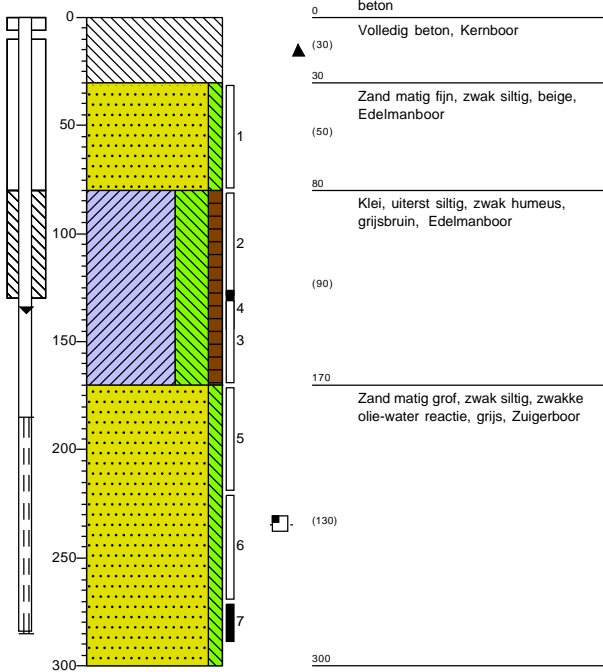 beton
0
Volledig beton, Kernboor
(30)
30
Zand matig fijn, zwak siltig, beige,
Edelmanboor
(50)
80
Klei, uiterst siltig, zwak humeus,
grijsbruin, Edelmanboor
(90)
170
Zand matig grof, zwak siltig, zwakke
olie-water reactie, grijs, Zuigerboor
(130)
300
0
50
100
150
200
250
300
1
2
4
3
5
6
7